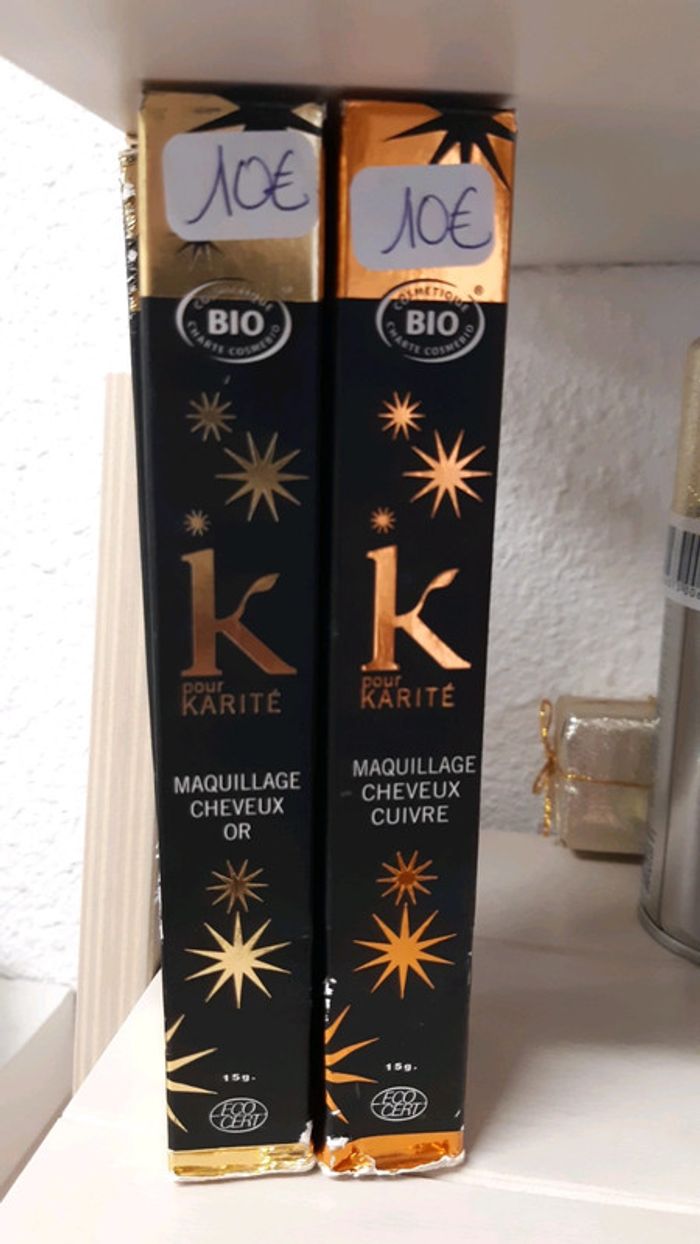 10€
COSMÉTIQUE
BIO
CHARTE COSMEBIO
k
pour
KARITÉ
MAQUILLAGE
CHEVEUX
OR
15g.
ECO
CERT
10€
COSMÉTIQUE
®
BIO
CHARTE COSMEBIO
k
pour
KARITÉ
MAQUILLAGE
CHEVEUX
CUIVRE
15g.
ECO
CERT